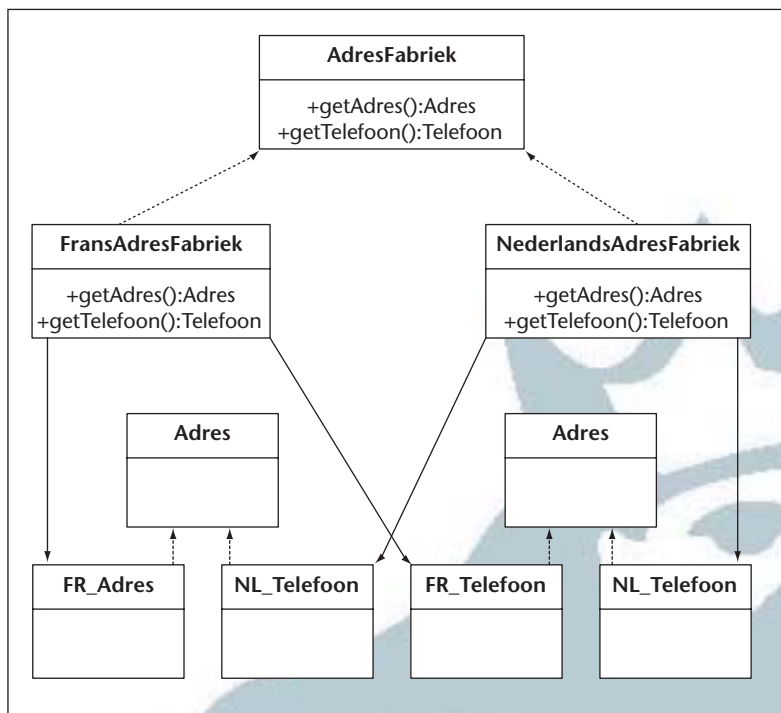 AdresFabriek
+getAdres():Adres
+getTelefoon():Telefoon
FransAdresFabriek
+getAdres():Adres
+getTelefoon():Telefoon
NederlandsAdresFabriek
+getAdres():Adres
+getTelefoon():Telefoon
Adres
Adres
FR_Adres
NL_Telefoon
FR_Telefoon
NL_Telefoon